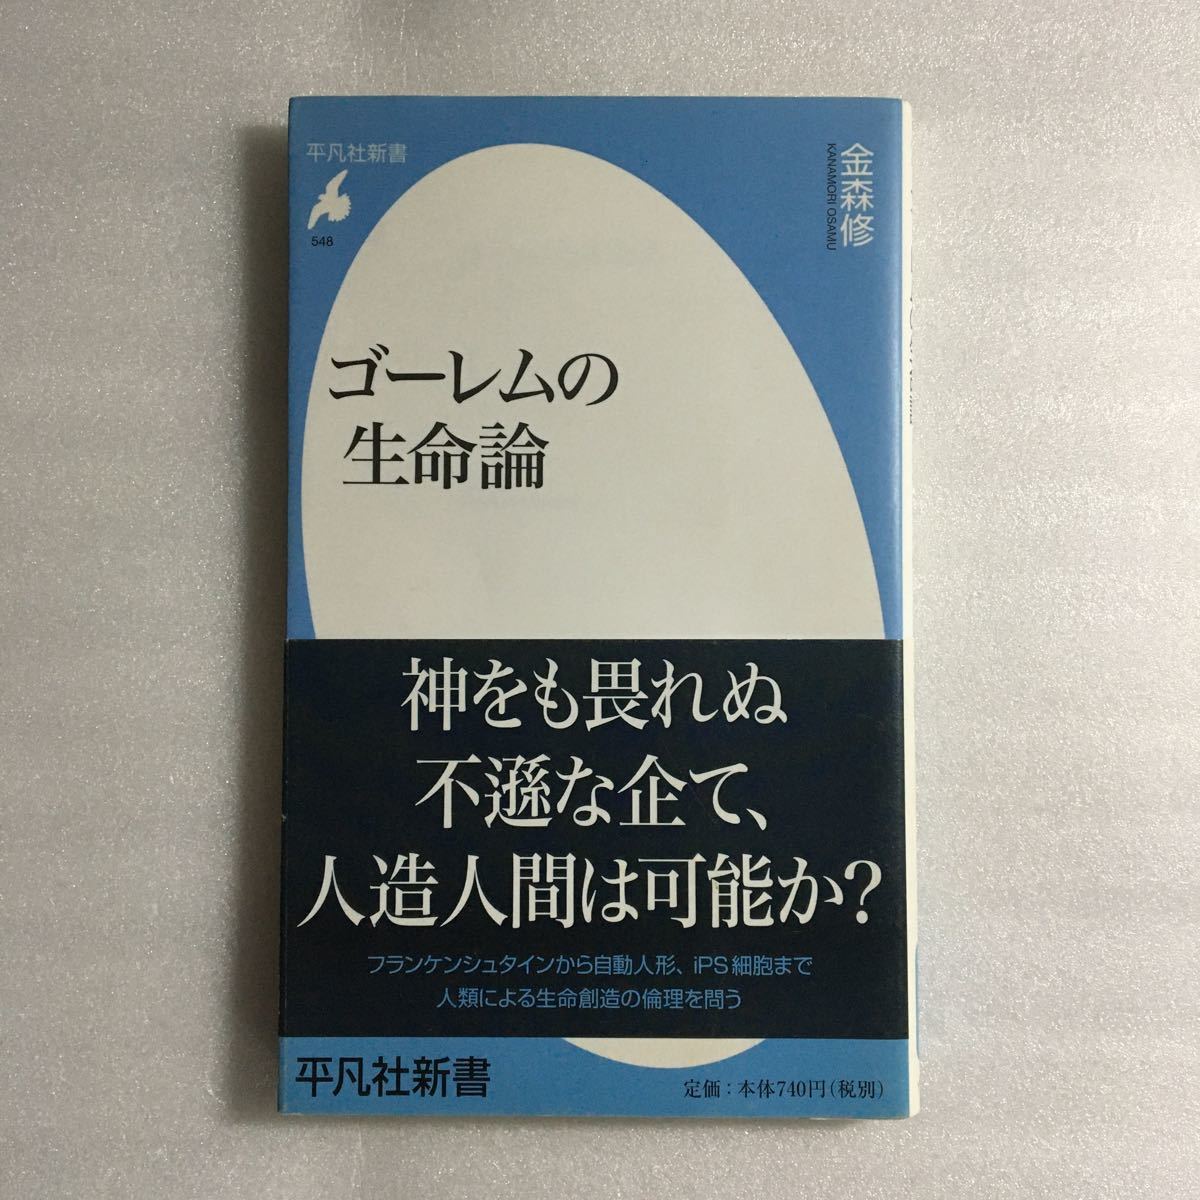 平凡社新書
548
金森修
KANAMORI OSAMU
ゴーレムの
生命論
神をも畏れぬ
不遜な企て、
人造人間は可能か?
フランケンシュタインから自動人形、iPS細胞まで
人類による生命創造の倫理を問う
平凡社新書
定価：本体740円（税別）